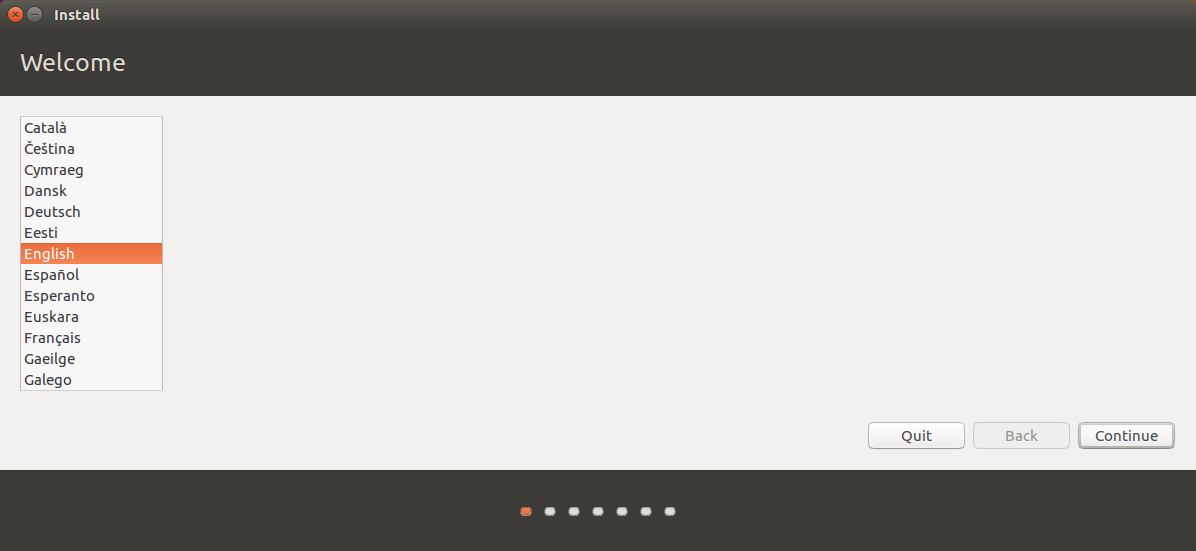 Install
Welcome
Català
Čeština
Cymraeg
Dansk
Deutsch
Eesti
English
Español
Esperanto
Euskara
Français
Gaeilge
Galego
Quit Back Continue